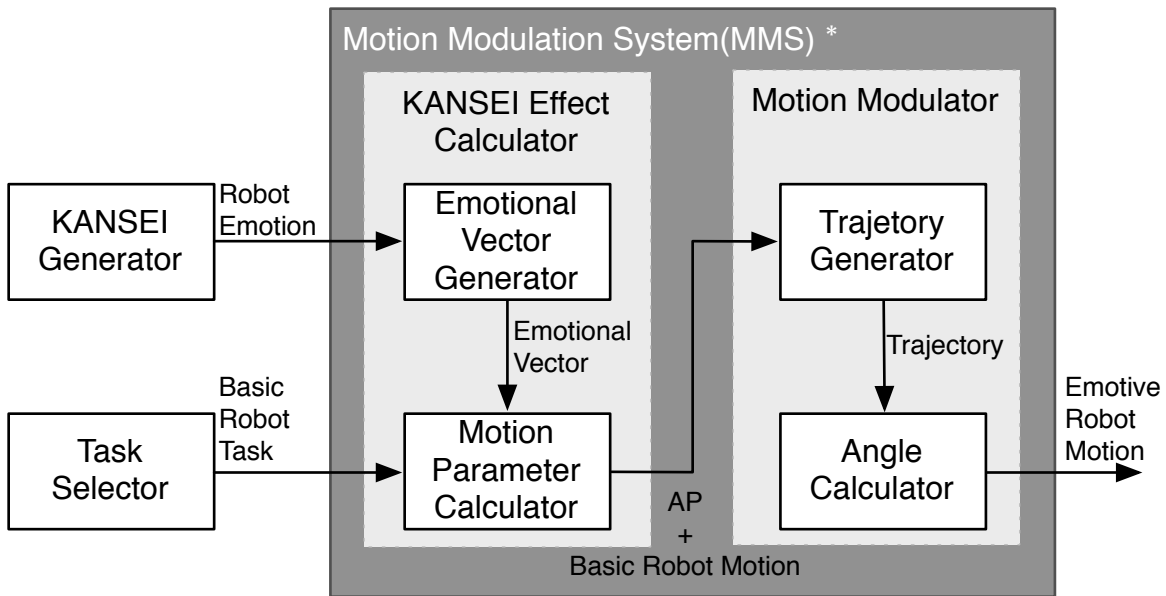 Motion Modulation System(MMS) *
KANSEI Effect
Calculator
Motion Modulator
KANSEI
Generator
Robot
Emotion
Emotional
Vector
Generator
Trajetory
Generator
Emotional
Vector
Trajectory
Task
Selector
Basic
Robot
Task
Motion
Parameter
Calculator
AP
+
Basic Robot Motion
Angle
Calculator
Emotive
Robot
Motion